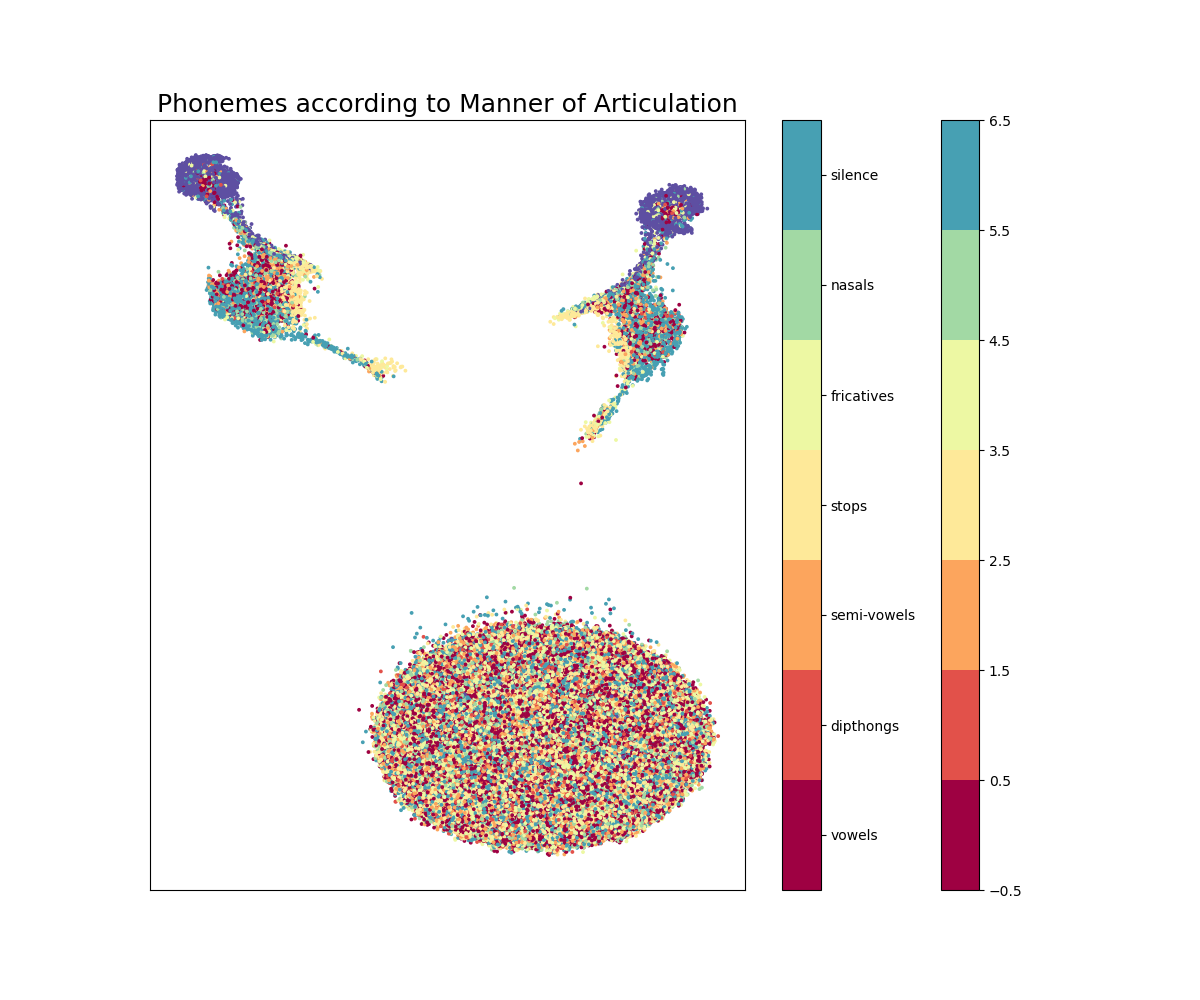 Phonemes according to Manner of Articulation
silence
nasals
fricatives
stops
semi-vowels
dipthongs
vowels
6.5
5.5
4.5
3.5
2.5
1.5
0.5
−0.5